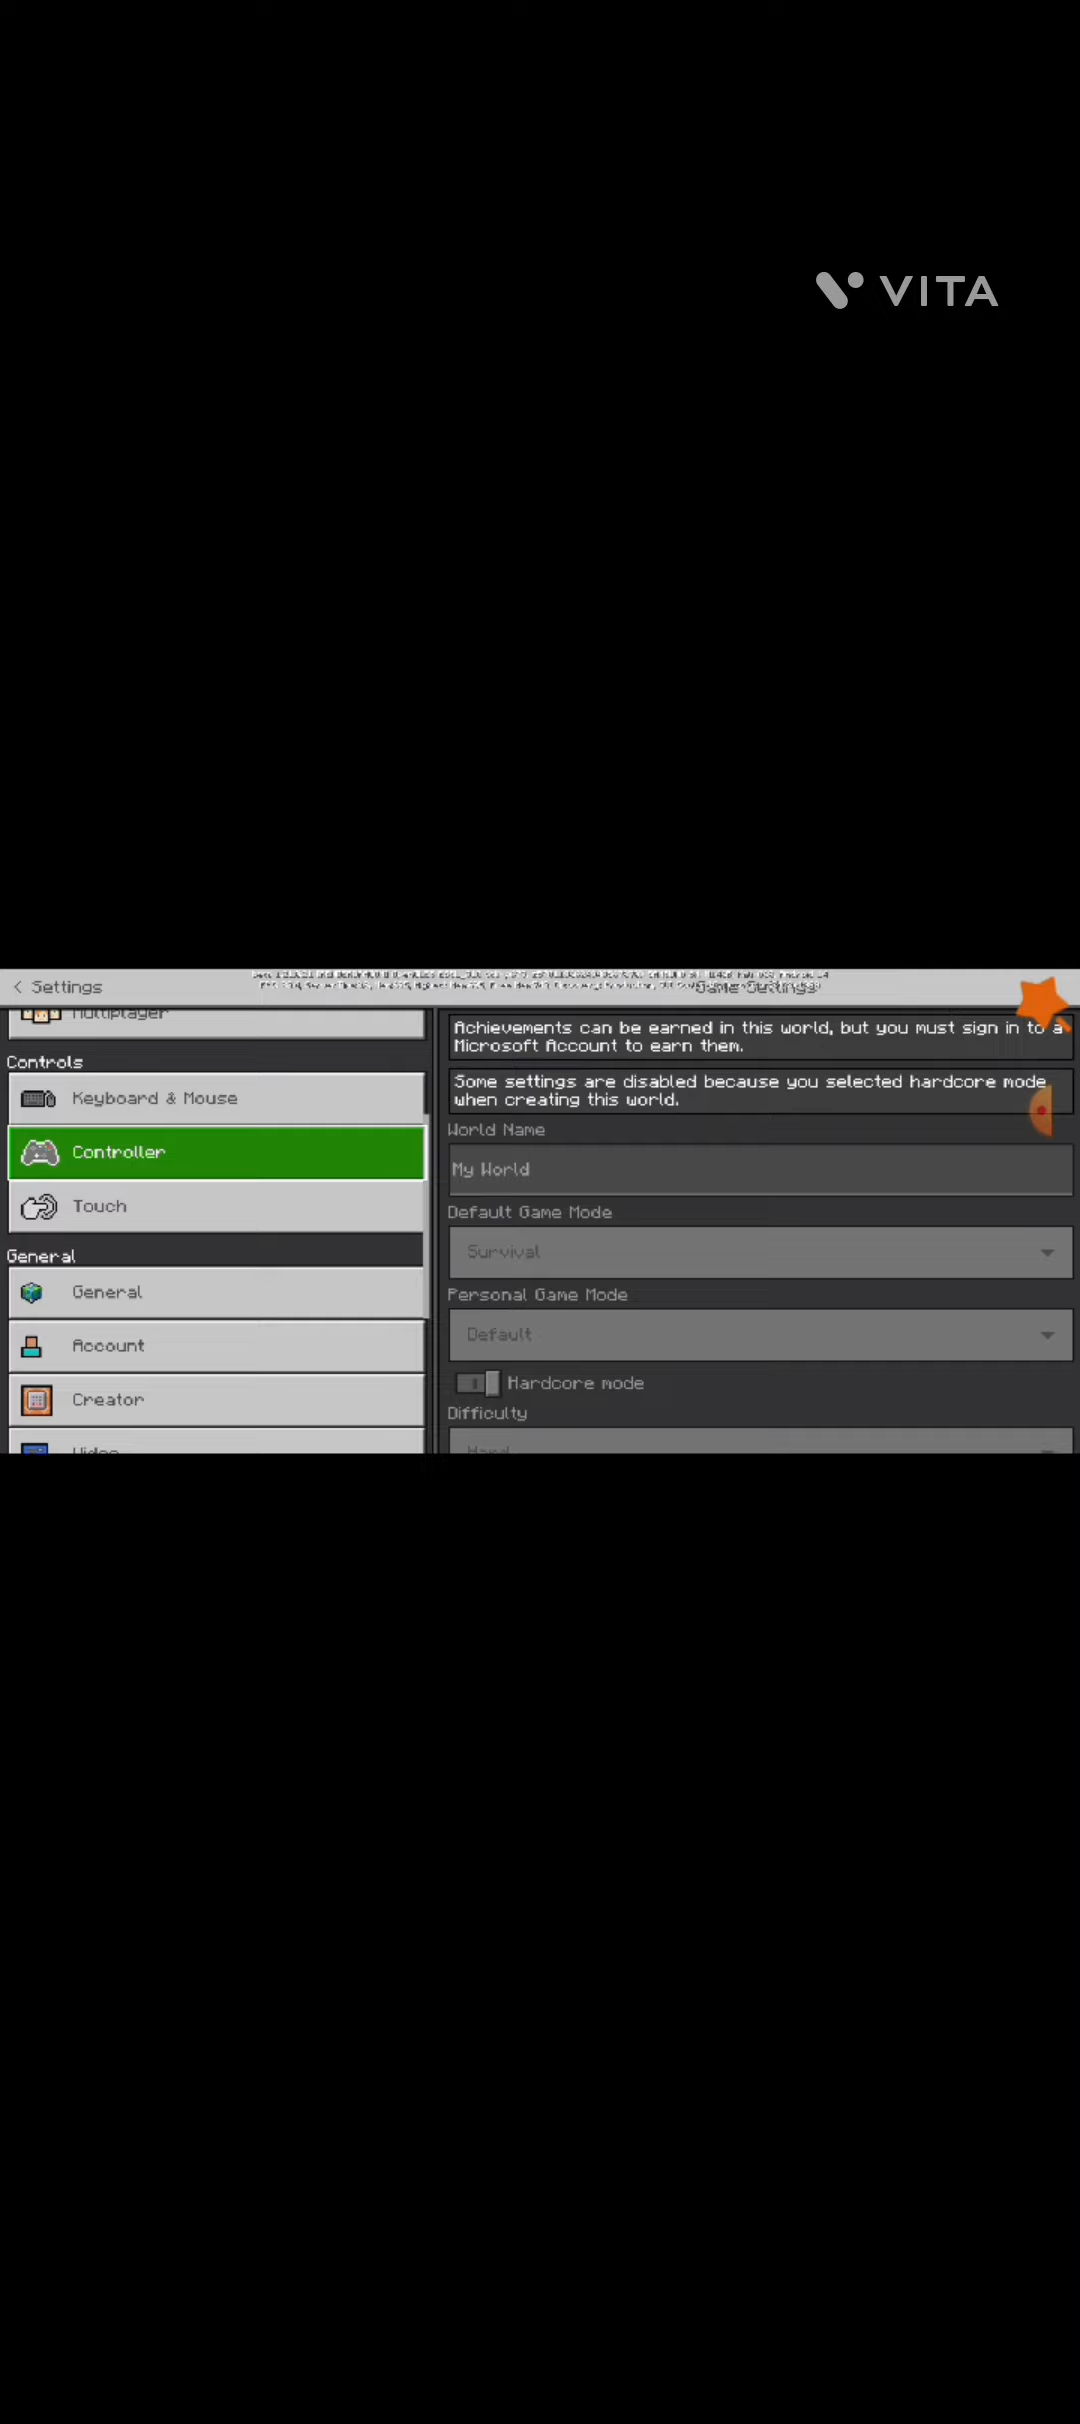 VITA
Settings
Game Settings
Multiplayer
Achievements can be earned in this world, but you must sign in to a
Microsoft Account to earn them.
Controls
Keyboard & Mouse
Some settings are disabled because you selected hardcore mode
when creating this world.
World Name
Controller
My World
Touch
Default Game Mode
General
Survival
General
Personal Game Mode
Default
Account
Hardcore mode
Creator
Difficulty
Video
Hard